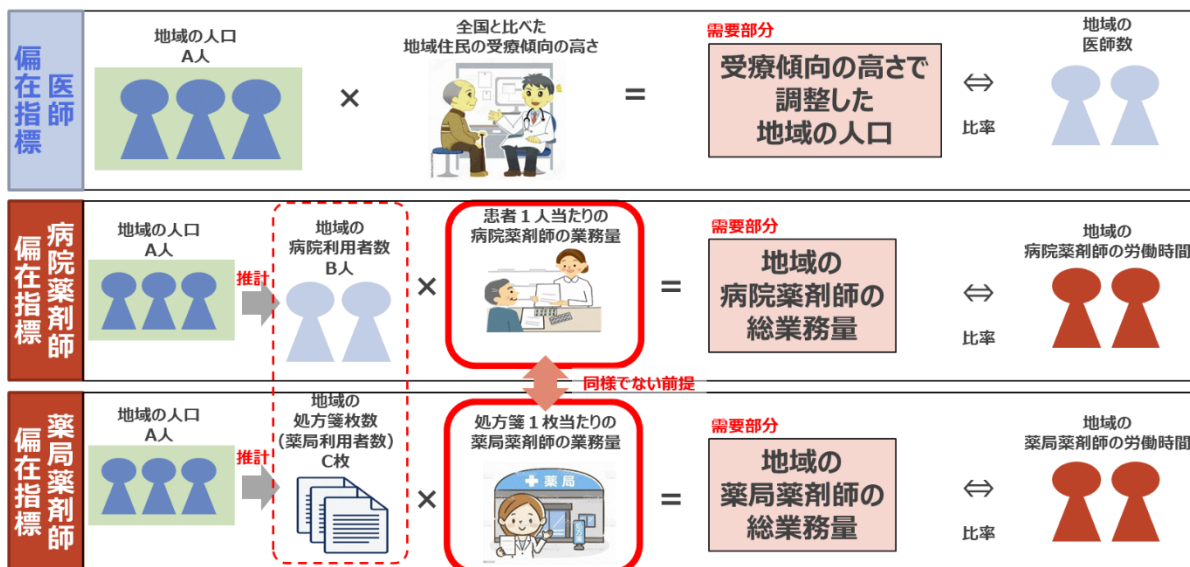 医師
偏在指標
地域の人口
A人
×
全国と比べた
地域住民の受療傾向の高さ
=
需要部分
受療傾向の高さで
調整した
地域の人口
⇔
比率
地域の
医師数
病院薬剤師
偏在指標
地域の人口
A人
推計
地域の
病院利用者数
B人
×
患者1人当たりの
病院薬剤師の業務量
=
需要部分
地域の
病院薬剤師の
総業務量
⇔
比率
地域の
病院薬剤師の労働時間
同様でない前提
薬局薬剤師
偏在指標
地域の人口
A人
推計
地域の
処方箋枚数
(薬局利用者数)
C枚
×
処方箋1枚当たりの
薬局薬剤師の業務量
薬局
=
需要部分
地域の
薬局薬剤師の
総業務量
⇔
比率
地域の
薬局薬剤師の労働時間